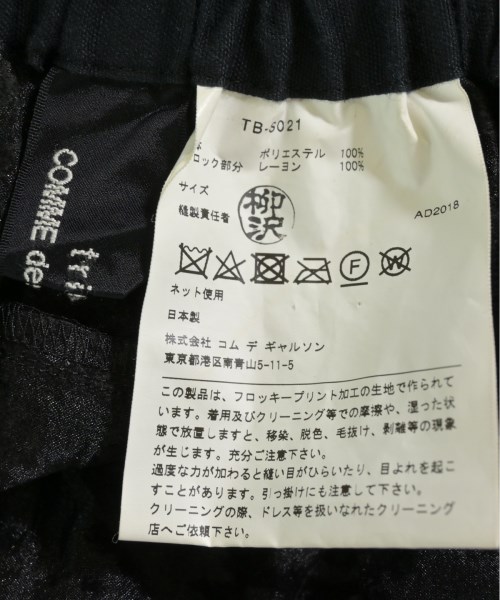 COMME des
tri
TB-5021
ポリエステル 100%
ロック部分 レーヨン 100%
サイズ
縫製責任者 柳沢
AD2018
F W
ネット使用
日本製
株式会社 コム デ ギャルソン
東京都港区南青山5-11-5
この製品は、フロッキープリント加工の生地で作られて
います。着用及びクリーニング等での摩擦や、湿った状
態で放置しますと、移染、脱色、毛抜け、剥離等の現象
が生じます。充分ご注意下さい。
過度な力が加わると縫い目がひらいたり、目よれを起こ
すことがあります。引っ掛けにも注意して下さい。
クリーニングの際、ドレス等を扱いなれたクリーニング
店へご依頼下さい。